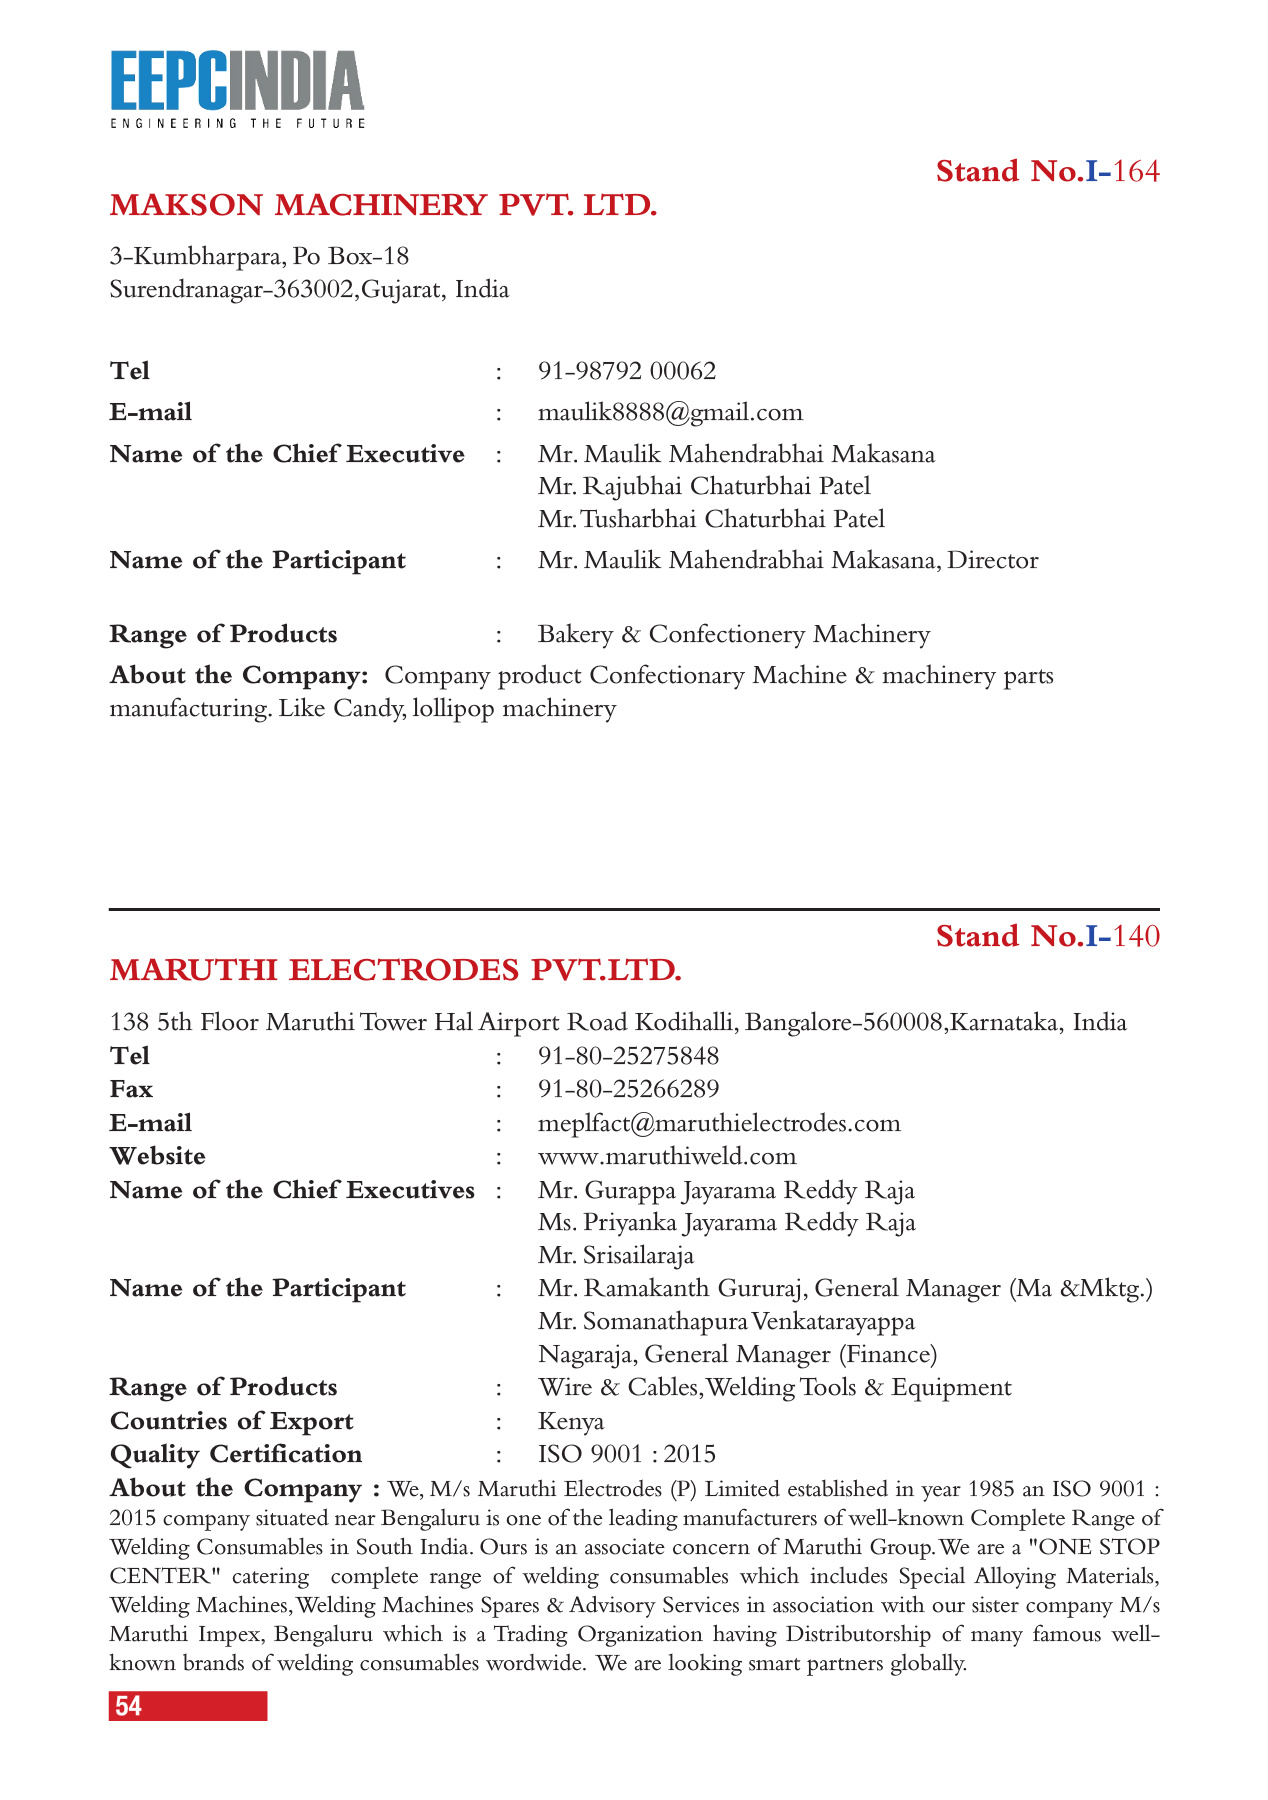 EEPCINDIA
ENGINEERING THE FUTURE
Stand No.I-164
MAKSON MACHINERY PVT. LTD.
3-Kumbharpara, Po Box-18
Surendranagar-363002,Gujarat, India
Tel : 91-98792 00062
E-mail : maulik8888@gmail.com
Name of the Chief Executive : Mr. Maulik Mahendrabhai Makasana
Mr. Rajubhai Chaturbhai Patel
Mr. Tusharbhai Chaturbhai Patel
Name of the Participant : Mr. Maulik Mahendrabhai Makasana, Director
Range of Products : Bakery & Confectionery Machinery
About the Company: Company product Confectionary Machine & machinery parts
manufacturing. Like Candy, lollipop machinery
Stand No.I-140
MARUTHI ELECTRODES PVT.LTD.
138 5th Floor Maruthi Tower Hal Airport Road Kodihalli, Bangalore-560008,Karnataka, India
Tel : 91-80-25275848
Fax : 91-80-25266289
E-mail : meplfact@maruthielectrodes.com
Website : www.maruthiweld.com
Name of the Chief Executives : Mr. Gurappa Jayarama Reddy Raja
Ms. Priyanka Jayarama Reddy Raja
Mr. Srisailaraja
Name of the Participant : Mr. Ramakanth Gururaj, General Manager (Ma &Mktg.)
Mr. Somanathapura Venkatarayappa
Nagaraja, General Manager (Finance)
Range of Products : Wire & Cables,Welding Tools & Equipment
Countries of Export : Kenya
Quality Certification : ISO 9001 : 2015
About the Company : We, M/s Maruthi Electrodes (P) Limited established in year 1985 an ISO 9001 :
2015 company situated near Bengaluru is one of the leading manufacturers of well-known Complete Range of
Welding Consumables in South India. Ours is an associate concern of Maruthi Group. We are a "ONE STOP
CENTER" catering complete range of welding consumables which includes Special Alloying Materials,
Welding Machines, Welding Machines Spares & Advisory Services in association with our sister company M/s
Maruthi Impex, Bengaluru which is a Trading Organization having Distributorship of many famous well-
known brands of welding consumables wordwide. We are looking smart partners globally.
54